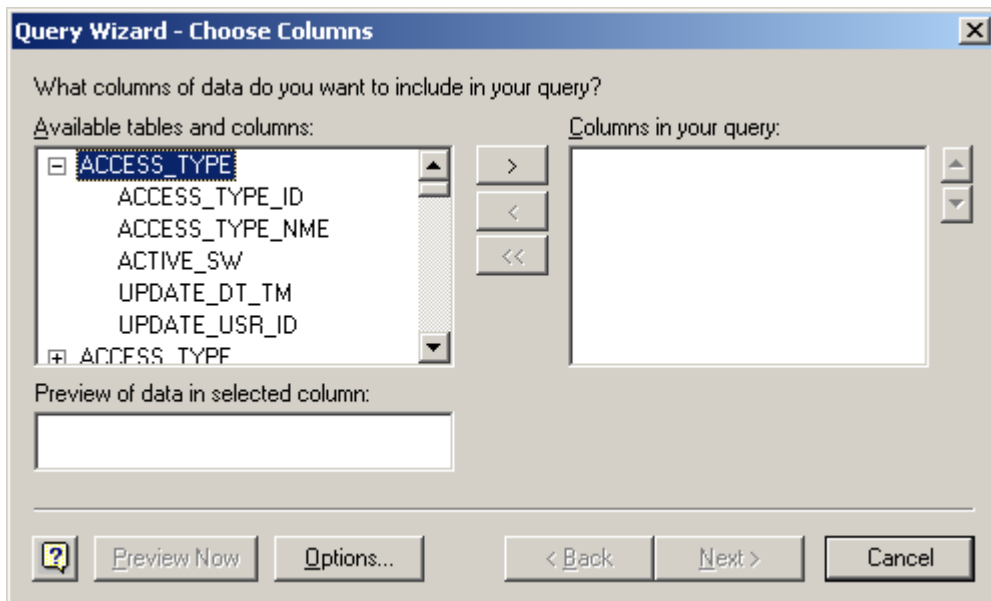 Query Wizard - Choose Columns
What columns of data do you want to include in your query?
Available tables and columns:
Columns in your query:
ACCESS_TYPE
ACCESS_TYPE_ID
ACCESS_TYPE_NME
ACTIVE_SW
UPDATE_DT_TM
UPDATE_USR_ID
ACCESS_TYPE
>
<
<<
Preview of data in selected column:
Preview Now
Options...
< Back
Next >
Cancel